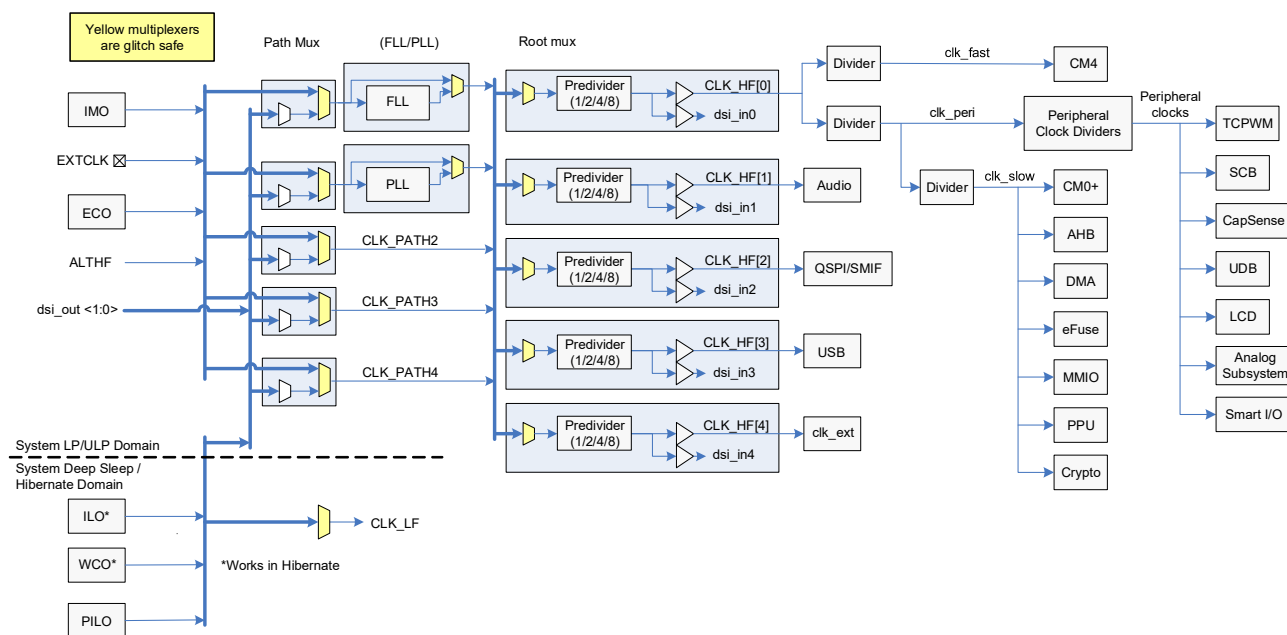 Yellow multiplexers
are glitch safe
Path Mux
(FLL/PLL)
Root mux
IMO
EXTCLK
ECO
ALTHF
dsi_out <1:0>
FLL
PLL
CLK_PATH2
CLK_PATH3
CLK_PATH4
Predivider
(1/2/4/8)
CLK_HF[0]
dsi_in0
Predivider
(1/2/4/8)
CLK_HF[1]
dsi_in1
Predivider
(1/2/4/8)
CLK_HF[2]
dsi_in2
Predivider
(1/2/4/8)
CLK_HF[3]
dsi_in3
Predivider
(1/2/4/8)
CLK_HF[4]
dsi_in4
Divider
clk_fast
CM4
Divider
clk_peri
Peripheral
Clock Dividers
Peripheral
clocks
Audio
QSPI/SMIF
USB
clk_ext
Divider
clk_slow
CM0+
AHB
DMA
eFuse
MMIO
PPU
Crypto
TCPWM
SCB
CapSense
UDB
LCD
Analog
Subsystem
Smart I/O
System LP/ULP Domain
System Deep Sleep /
Hibernate Domain
ILO*
WCO*
PILO
CLK_LF
*Works in Hibernate